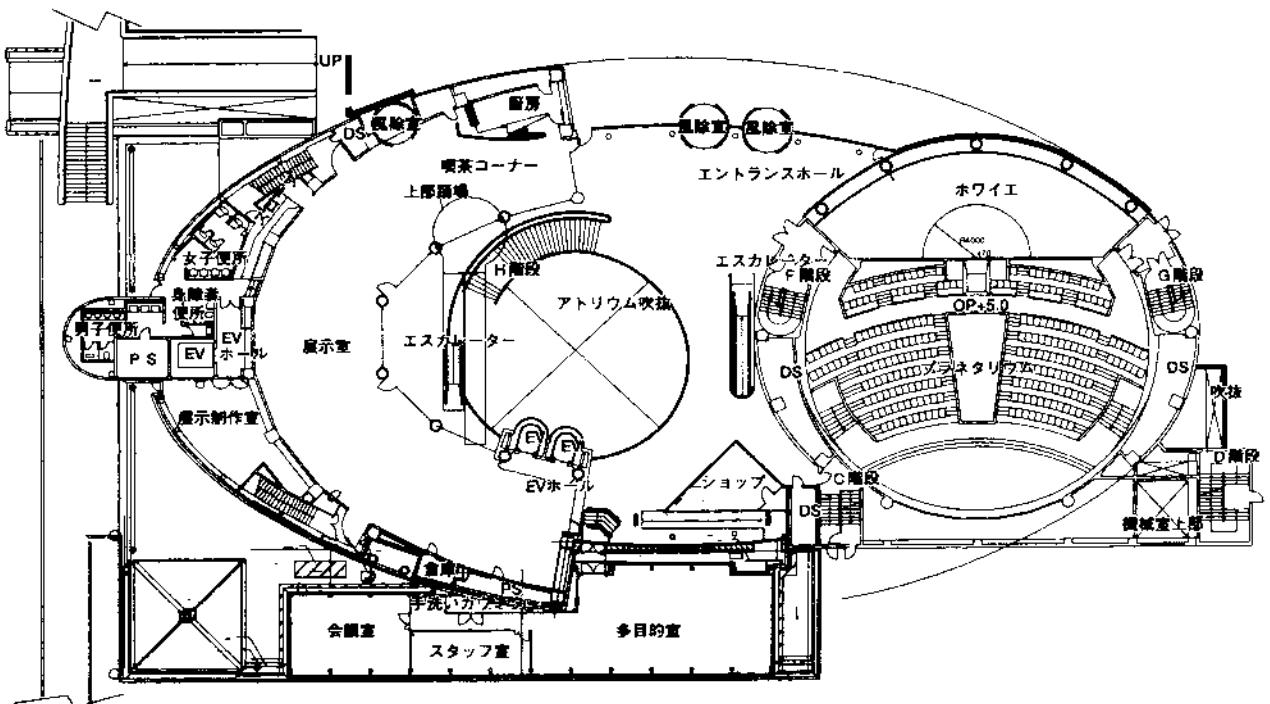 UP
厨房
DS
風除室
風除室
風除室
喫茶コーナー
エントランスホール
上部踊場
ホワイエ
R4000
女子便所
H階段
エスカレーター
F階段
G階段
身障者
便所
アトリウム吹抜
OP+5.0
男子便所
EV
ホール
展示室
エスカレーター
PS
EV
DS
プラネタリウム
DS
吹抜
展示制作室
EV
EV
D階段
EVホール
ショップ
C階段
DS
機械室上部
倉庫
PS
手洗いカウンター
会議室
スタッフ室
多目的室